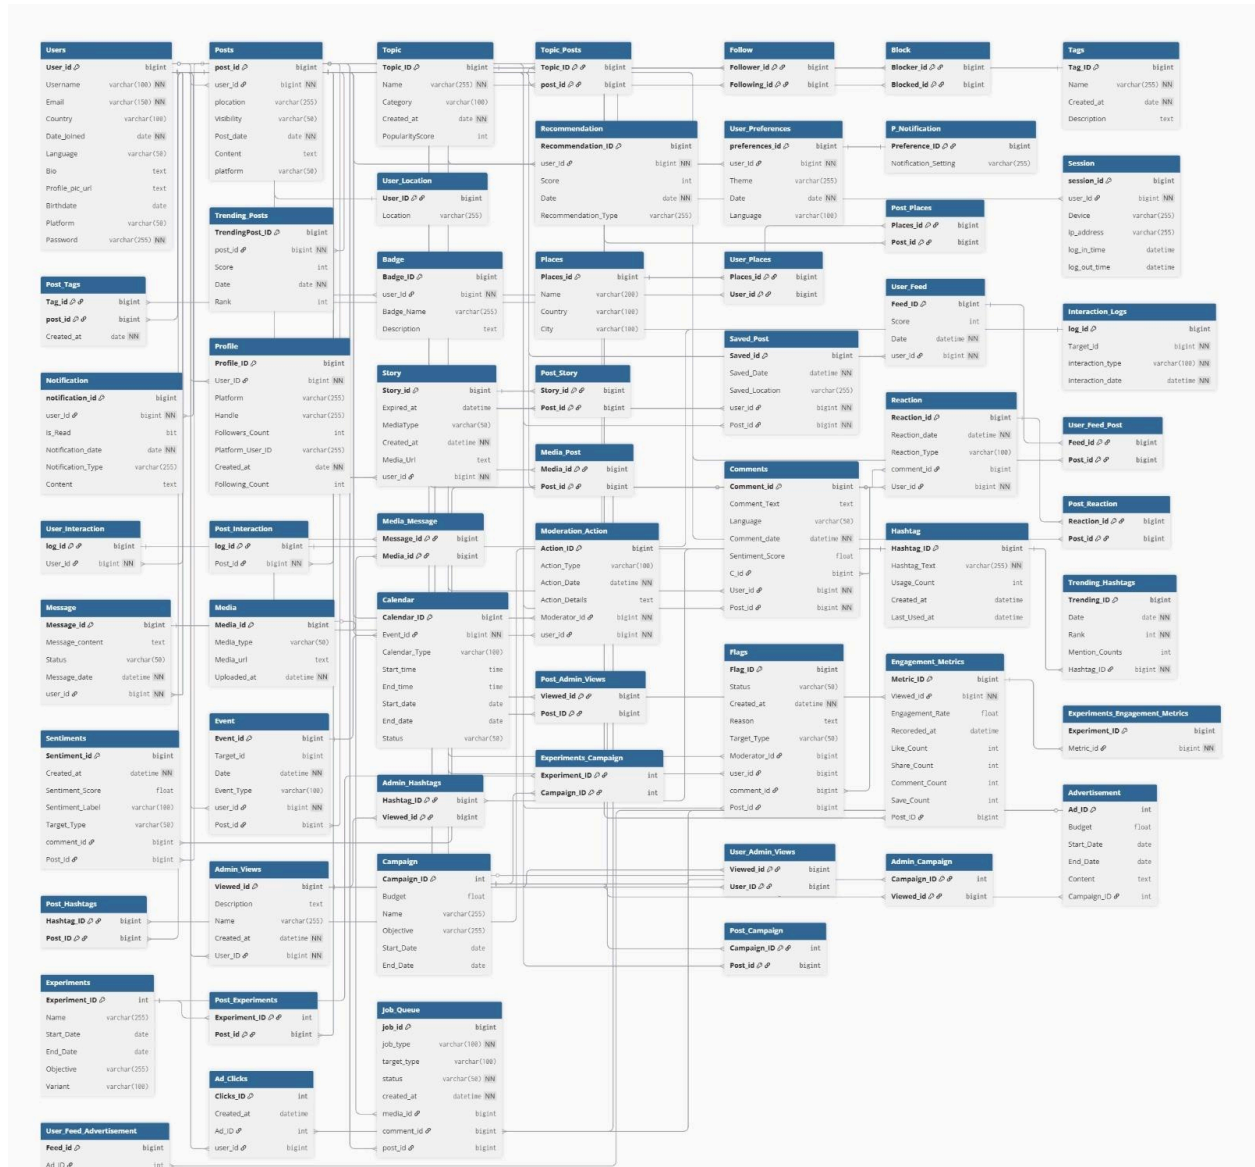 Users
User_id bigint
Username varchar(100) NN
Email varchar(150) NN
Country varchar(100)
Date_Joined date NN
Language varchar(50)
Bio text
Profile_pic_url text
Birthdate date
Platform varchar(50)
Password varchar(255) NN
Post_Tags
Tag_id bigint
post_id bigint
Created_at date NN
Notification
notification_id bigint
user_id bigint NN
Is_Read bit
Notification_date date NN
Notification_Type varchar(255)
Content text
User_Interaction
log_id bigint
User_Id bigint NN
Message
Message_id bigint
Message_content text
Status varchar(50)
Message_date datetime NN
user_id bigint NN
Sentiments
Sentiment_id bigint
Created_at datetime NN
Sentiment_Score float
Sentiment_Label varchar(100)
Target_Type varchar(50)
comment_id bigint
Post_id bigint
Post_Hashtags
Hashtag_ID bigint
Post_ID bigint
Experiments
Experiment_ID int
Name varchar(255)
Start_Date date
End_Date date
Objective varchar(255)
Variant varchar(100)
User_Feed_Advertisement
Feed_id bigint
Ad_ID int
Posts
post_id bigint
user_id bigint NN
plocation varchar(255)
Visibility varchar(50)
Post_date date NN
Content text
platform varchar(50)
Trending_Posts
TrendingPost_ID bigint
post_id bigint NN
Score int
Date date NN
Rank int
Profile
Profile_ID bigint
User_ID bigint NN
Platform varchar(255)
Handle varchar(255)
Followers_Count int
Platform_User_ID varchar(255)
Created_at date NN
Following_Count int
Post_Interaction
log_id bigint
Post_Id bigint NN
Media
Media_id bigint
Media_type varchar(50)
Media_url text
Uploaded_at datetime NN
Event
Event_id bigint
Target_id bigint
Date datetime NN
Event_Type varchar(100)
user_id bigint NN
Post_id bigint
Admin_Views
Viewed_id bigint
Description text
Name varchar(255)
Created_at datetime NN
User_ID bigint NN
Post_Experiments
Experiment_ID int
Post_id bigint
Ad_Clicks
Clicks_ID int
Created_at datetime
Ad_ID int
user_id bigint
Topic
Topic_ID bigint
Name varchar(255) NN
Category varchar(100)
Created_at date NN
PopularityScore int
User_Location
User_ID bigint
Location varchar(255)
Badge
Badge_ID bigint
user_id bigint NN
Badge_Name varchar(255)
Description text
Story
Story_id bigint
Expired_at datetime
MediaType varchar(50)
Created_at datetime NN
Media_Url text
user_id bigint NN
Media_Message
Message_id bigint
Media_id bigint
Calendar
Calendar_ID bigint
Event_id bigint NN
Calendar_Type varchar(100)
Start_time time
End_time time
Start_date date
End_date date
Status varchar(50)
Admin_Hashtags
Hashtag_ID bigint
Viewed_id bigint
Campaign
Campaign_ID int
Budget float
Name varchar(255)
Objective varchar(255)
Start_Date date
End_Date date
Job_Queue
job_id bigint
job_type varchar(100) NN
target_type varchar(100)
status varchar(50) NN
created_at datetime NN
media_id bigint
comment_id bigint
post_id bigint
Topic_Posts
Topic_ID bigint
post_id bigint
Recommendation
Recommendation_ID bigint
user_id bigint NN
Score int
Date date NN
Recommendation_Type varchar(255)
Places
Places_id bigint
Name varchar(200)
Country varchar(100)
City varchar(100)
Post_Story
Story_id bigint
Post_id bigint
Media_Post
Media_id bigint
Post_id bigint
Moderation_Action
Action_ID bigint
Action_Type varchar(100)
Action_Date datetime NN
Action_Details text
Moderator_id bigint NN
user_id bigint NN
Post_Admin_Views
Viewed_id bigint
Post_ID bigint
Experiments_Campaign
Experiment_ID int
Campaign_ID int
Follow
Follower_id bigint
Following_id bigint
User_Preferences
preferences_id bigint
user_id bigint NN
Theme varchar(255)
Date date NN
Language varchar(100)
User_Places
Places_id bigint
User_id bigint
Saved_Post
Saved_id bigint
Saved_Date datetime NN
Saved_Location varchar(255)
user_id bigint NN
Post_id bigint NN
Comments
Comment_id bigint
Comment_Text text
Language varchar(50)
Comment_date datetime NN
Sentiment_Score float
C_id bigint
User_id bigint NN
Post_id bigint NN
Flags
Flag_ID bigint
Status varchar(50)
Created_at datetime NN
Reason text
Target_Type varchar(50)
Moderator_id bigint
user_id bigint
comment_id bigint
Post_id bigint
User_Admin_Views
Viewed_id bigint
User_ID bigint
Post_Campaign
Campaign_ID int
Post_id bigint
Block
Blocker_id bigint
Blocked_id bigint
P_Notification
Preference_ID bigint
Notification_Setting varchar(255)
Post_Places
Places_id bigint
Post_id bigint
User_Feed
Feed_ID bigint
Score int
Date datetime NN
user_id bigint NN
Reaction
Reaction_id bigint
Reaction_date datetime NN
Reaction_Type varchar(100)
comment_id bigint
User_id bigint NN
Hashtag
Hashtag_ID bigint
Hashtag_Text varchar(255) NN
Usage_Count int
Created_at datetime
Last_Used_at datetime
Engagement_Metrics
Metric_ID bigint
Viewed_id bigint NN
Engagement_Rate float
Recoreded_at datetime
Like_Count int
Share_Count int
Comment_Count int
Save_Count int
Post_ID bigint
Admin_Campaign
Campaign_ID int
Viewed_id bigint
Tags
Tag_ID bigint
Name varchar(255) NN
Created_at date NN
Description text
Session
session_id bigint
user_id bigint NN
Device varchar(255)
ip_address varchar(255)
log_in_time datetime
log_out_time datetime
Interaction_Logs
log_id bigint
Target_id bigint NN
interaction_type varchar(100) NN
interaction_date datetime NN
User_Feed_Post
Feed_id bigint
Post_id bigint
Post_Reaction
Reaction_id bigint
Post_id bigint
Trending_Hashtags
Trending_ID bigint
Date date NN
Rank int NN
Mention_Counts int
Hashtag_ID bigint NN
Experiments_Engagement_Metrics
Experiment_ID bigint
Metric_id bigint NN
Advertisement
Ad_ID int
Budget float
Start_Date date
End_Date date
Content text
Campaign_ID int